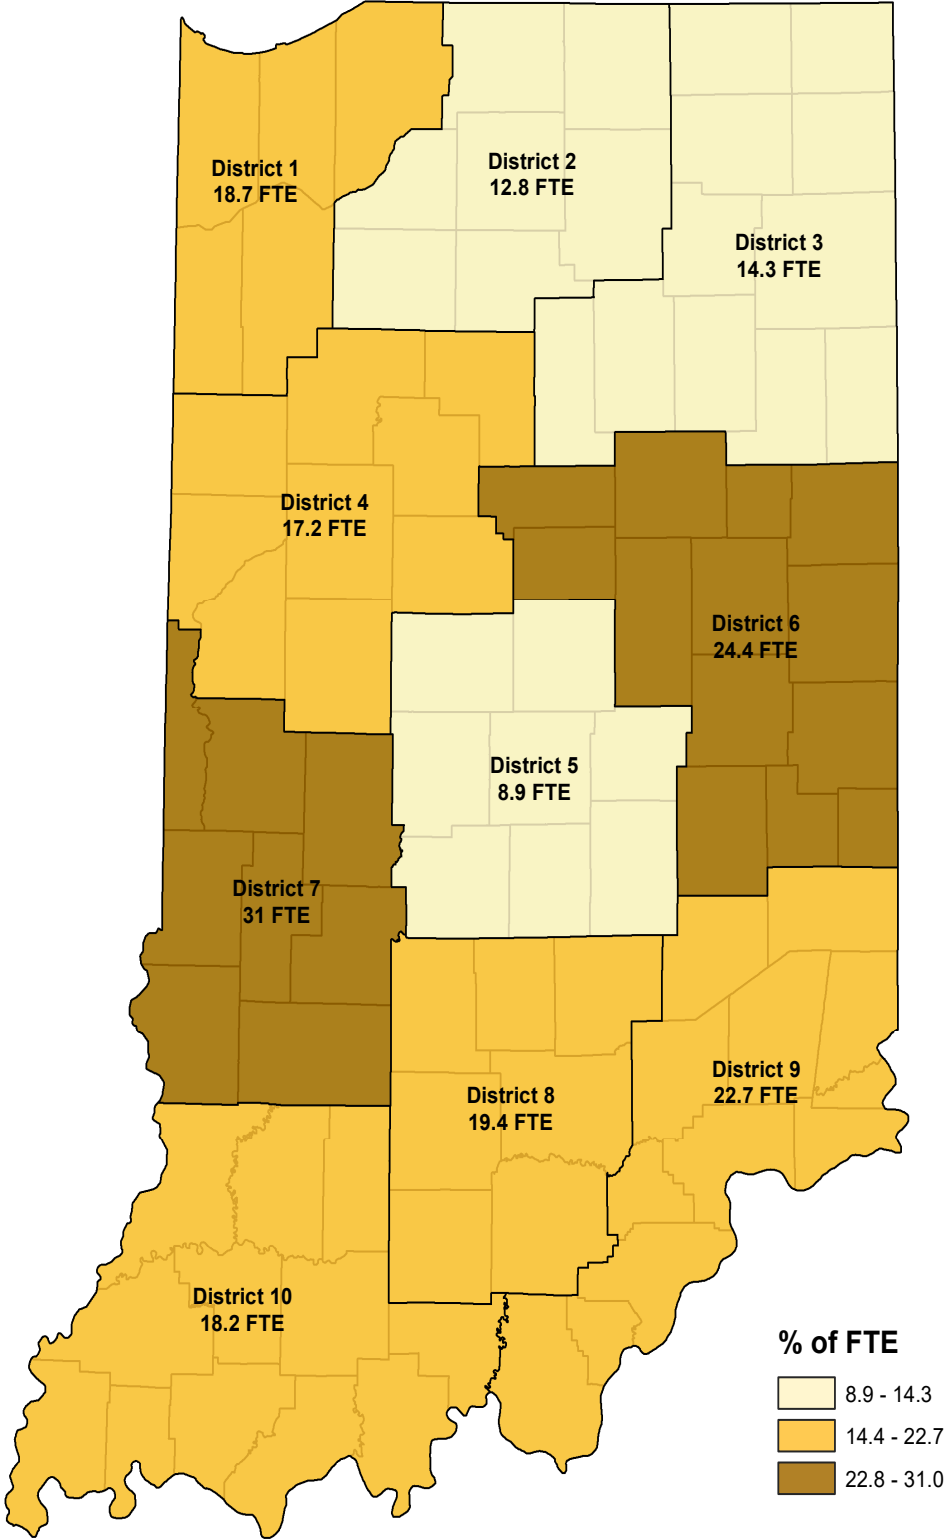 District 1
18.7 FTE
District 2
12.8 FTE
District 3
14.3 FTE
District 4
17.2 FTE
District 6
24.4 FTE
District 5
8.9 FTE
District 7
31 FTE
District 9
22.7 FTE
District 8
19.4 FTE
District 10
18.2 FTE
% of FTE
8.9 - 14.3
14.4 - 22.7
22.8 - 31.0